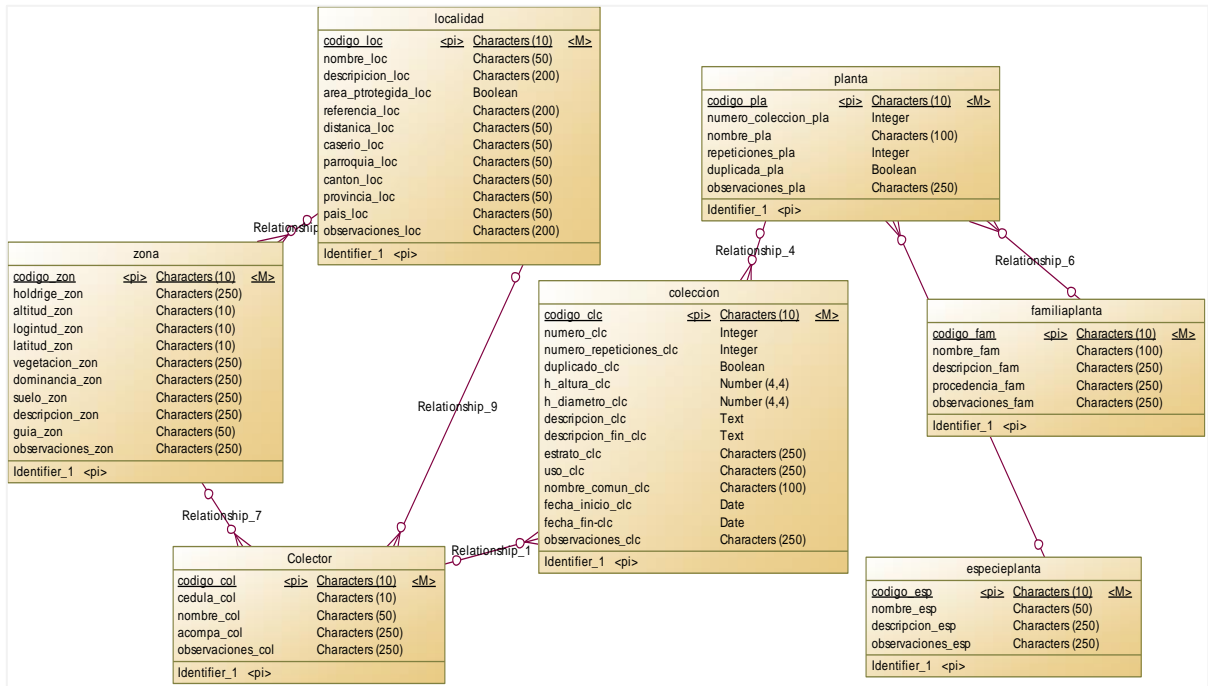 localidad
codigo_loc <pi> Characters (10) <M>
nombre_loc Characters (50)
descripicion_loc Characters (200)
area_ptrotegida_loc Boolean
referencia_loc Characters (200)
distanica_loc Characters (50)
caserio_loc Characters (50)
parroquia_loc Characters (50)
canton_loc Characters (50)
provincia_loc Characters (50)
pais_loc Characters (50)
observaciones_loc Characters (200)
Identifier_1 <pi>
planta
codigo_pla <pi> Characters (10) <M>
numero_coleccion_pla Integer
nombre_pla Characters (100)
repeticiones_pla Integer
duplicada_pla Boolean
observaciones_pla Characters (250)
Identifier_1 <pi>
zona
codigo_zon <pi> Characters (10) <M>
holdrige_zon Characters (250)
altitud_zon Characters (10)
logintud_zon Characters (10)
latitud_zon Characters (10)
vegetacion_zon Characters (250)
dominancia_zon Characters (250)
suelo_zon Characters (250)
descripcion_zon Characters (250)
guia_zon Characters (50)
observaciones_zon Characters (250)
Identifier_1 <pi>
Relationship_4
Relationship_6
coleccion
codigo_clc <pi> Characters (10) <M>
numero_clc Integer
numero_repeticiones_clc Integer
duplicado_clc Boolean
h_altura_clc Number (4,4)
h_diametro_clc Number (4,4)
descripcion_clc Text
descripcion_fin_clc Text
estrato_clc Characters (250)
uso_clc Characters (250)
nombre_comun_clc Characters (100)
fecha_inicio_clc Date
fecha_fin-clc Date
observaciones_clc Characters (250)
Identifier_1 <pi>
familiaplanta
codigo_fam <pi> Characters (10) <M>
nombre_fam Characters (100)
descripcion_fam Characters (250)
procedencia_fam Characters (250)
observaciones_fam Characters (250)
Identifier_1 <pi>
Relationship_9
Relationship_7
Relationship_1
Colector
codigo_col <pi> Characters (10) <M>
cedula_col Characters (10)
nombre_col Characters (50)
acompa_col Characters (250)
observaciones_col Characters (250)
Identifier_1 <pi>
especieplanta
codigo_esp <pi> Characters (10) <M>
nombre_esp Characters (50)
descripcion_esp Characters (250)
observaciones_esp Characters (250)
Identifier_1 <pi>